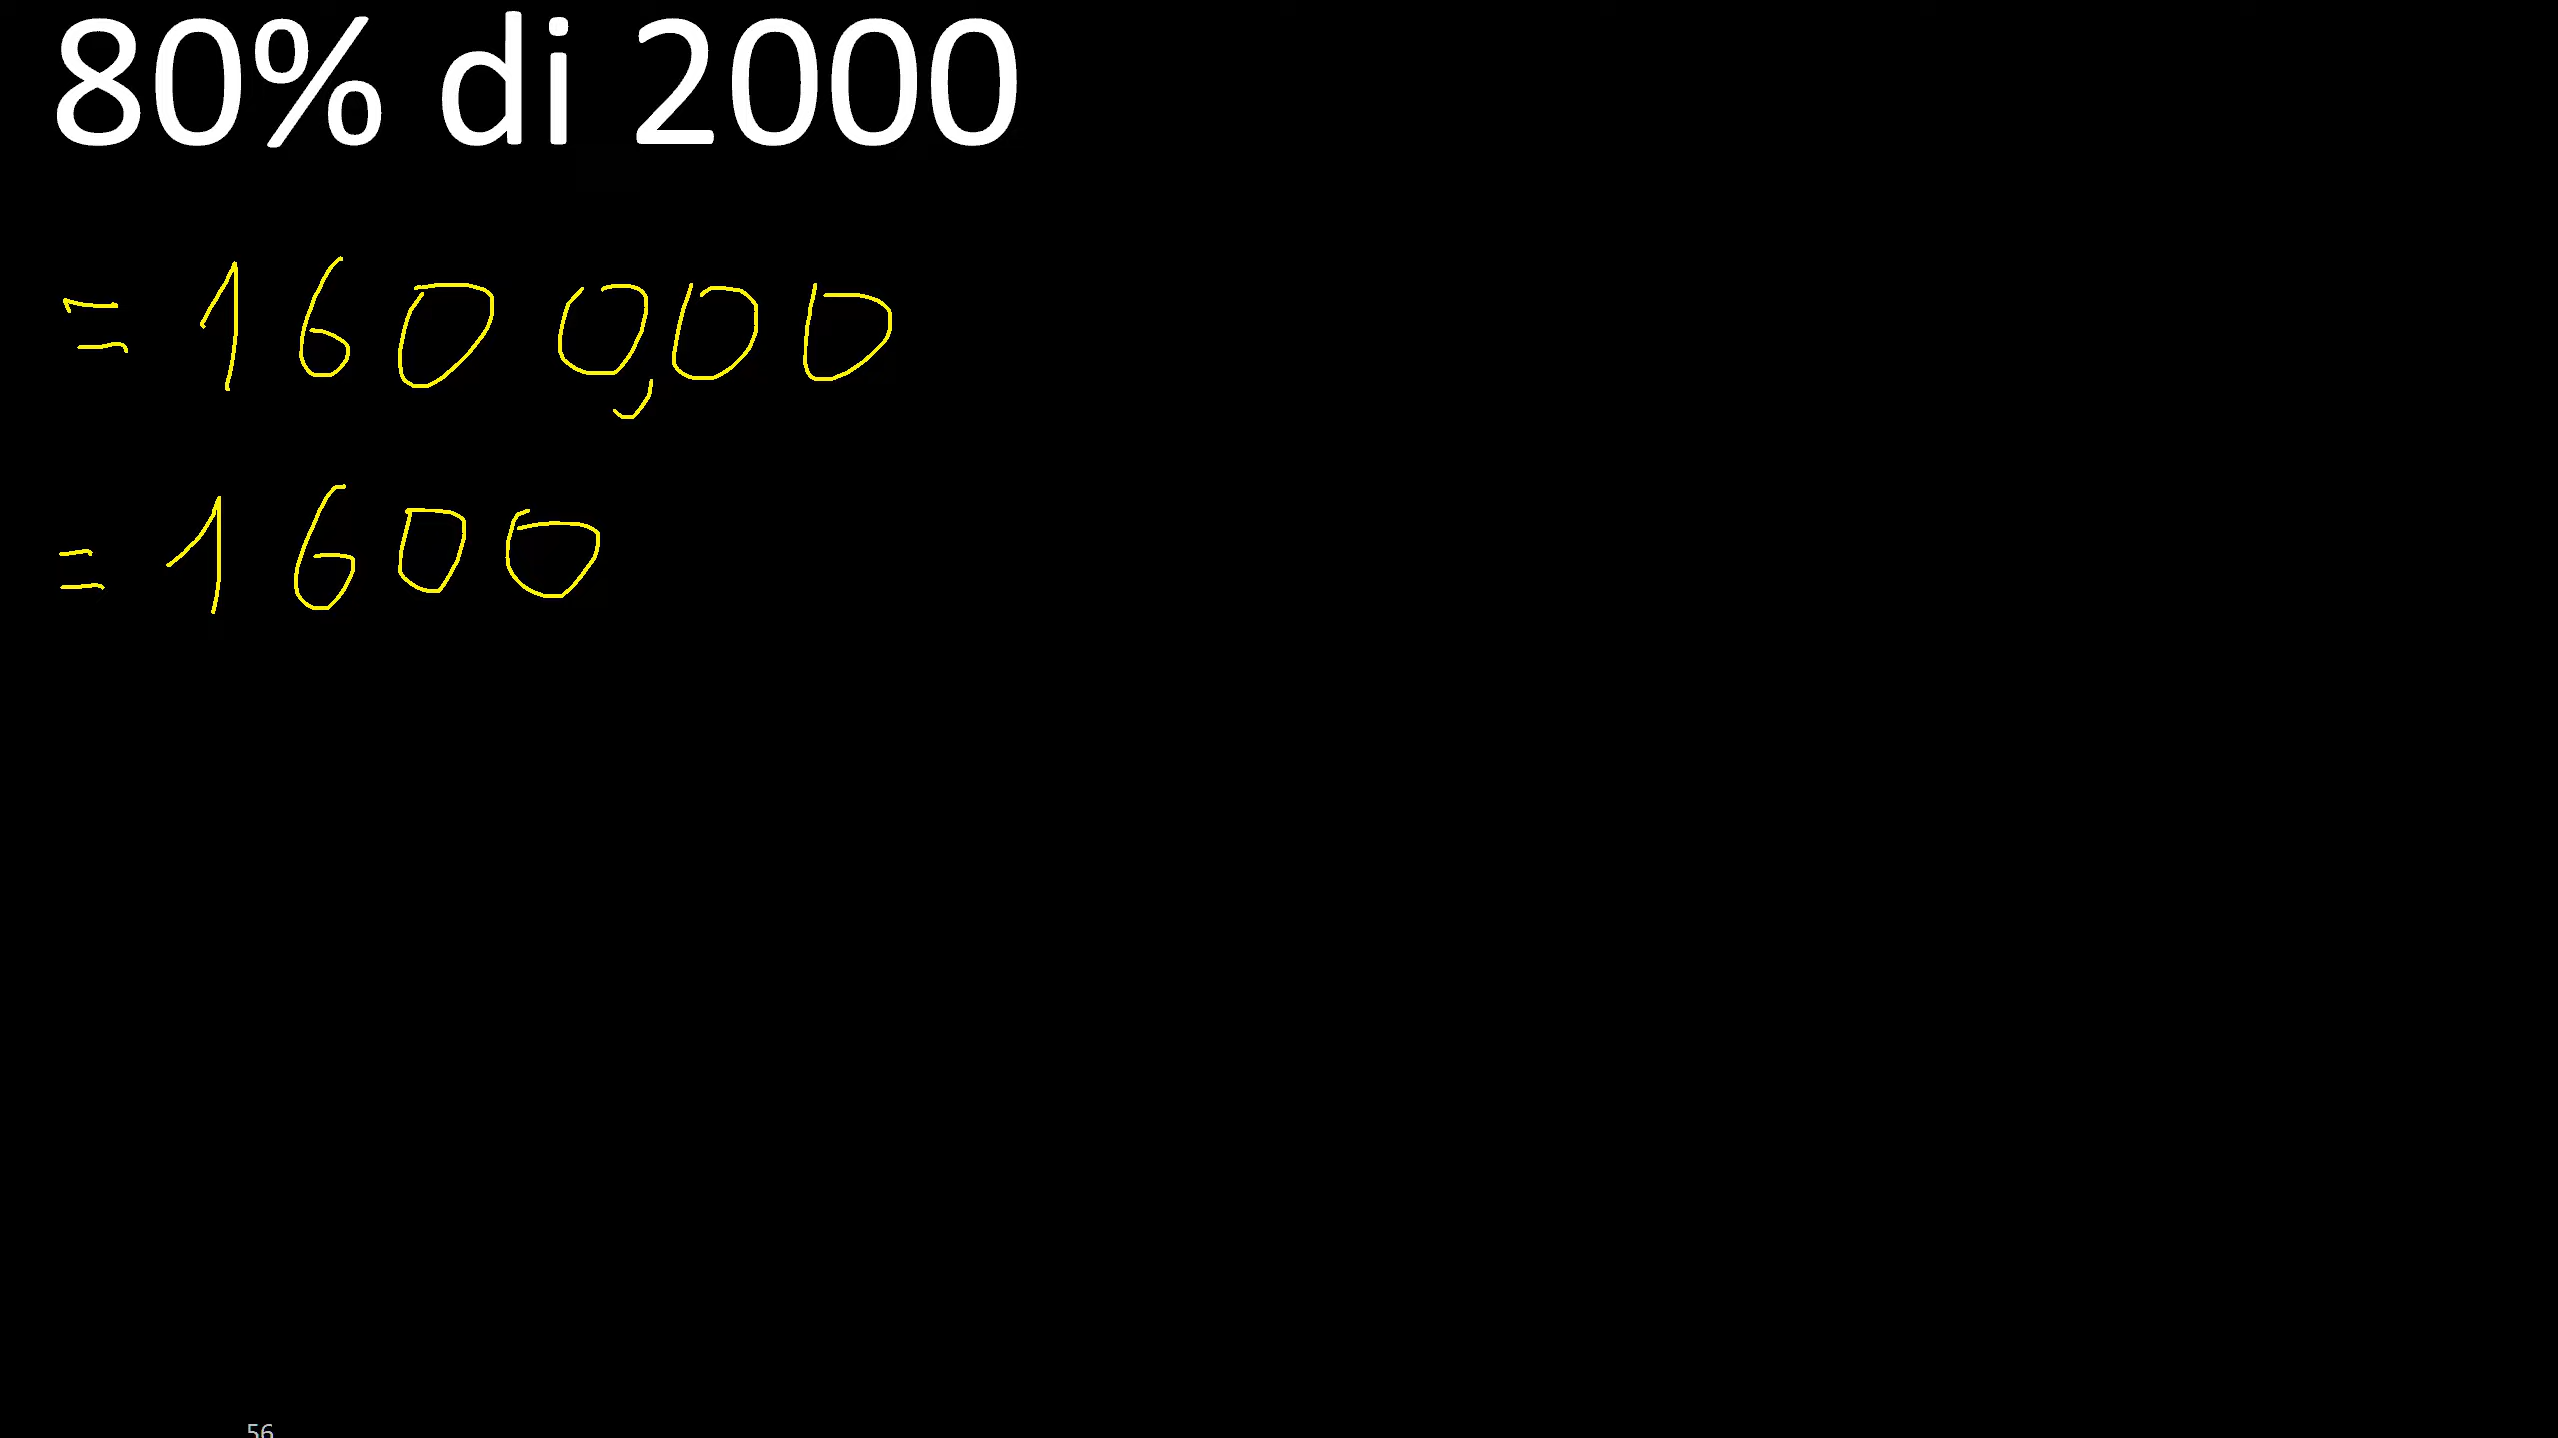 80% di 2000
= 1600,00
= 1600
56